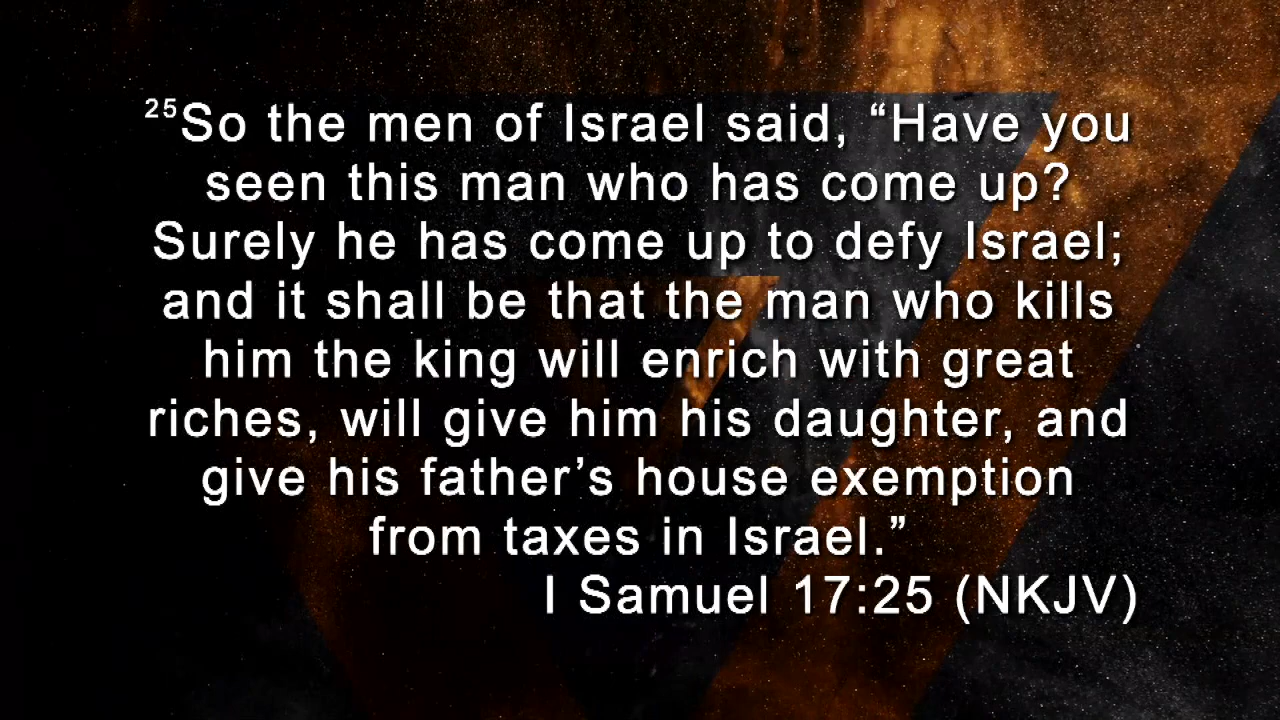 ²⁵So the men of Israel said, “Have you
seen this man who has come up?
Surely he has come up to defy Israel;
and it shall be that the man who kills
him the king will enrich with great
riches, will give him his daughter, and
give his father’s house exemption
from taxes in Israel.”
I Samuel 17:25 (NKJV)